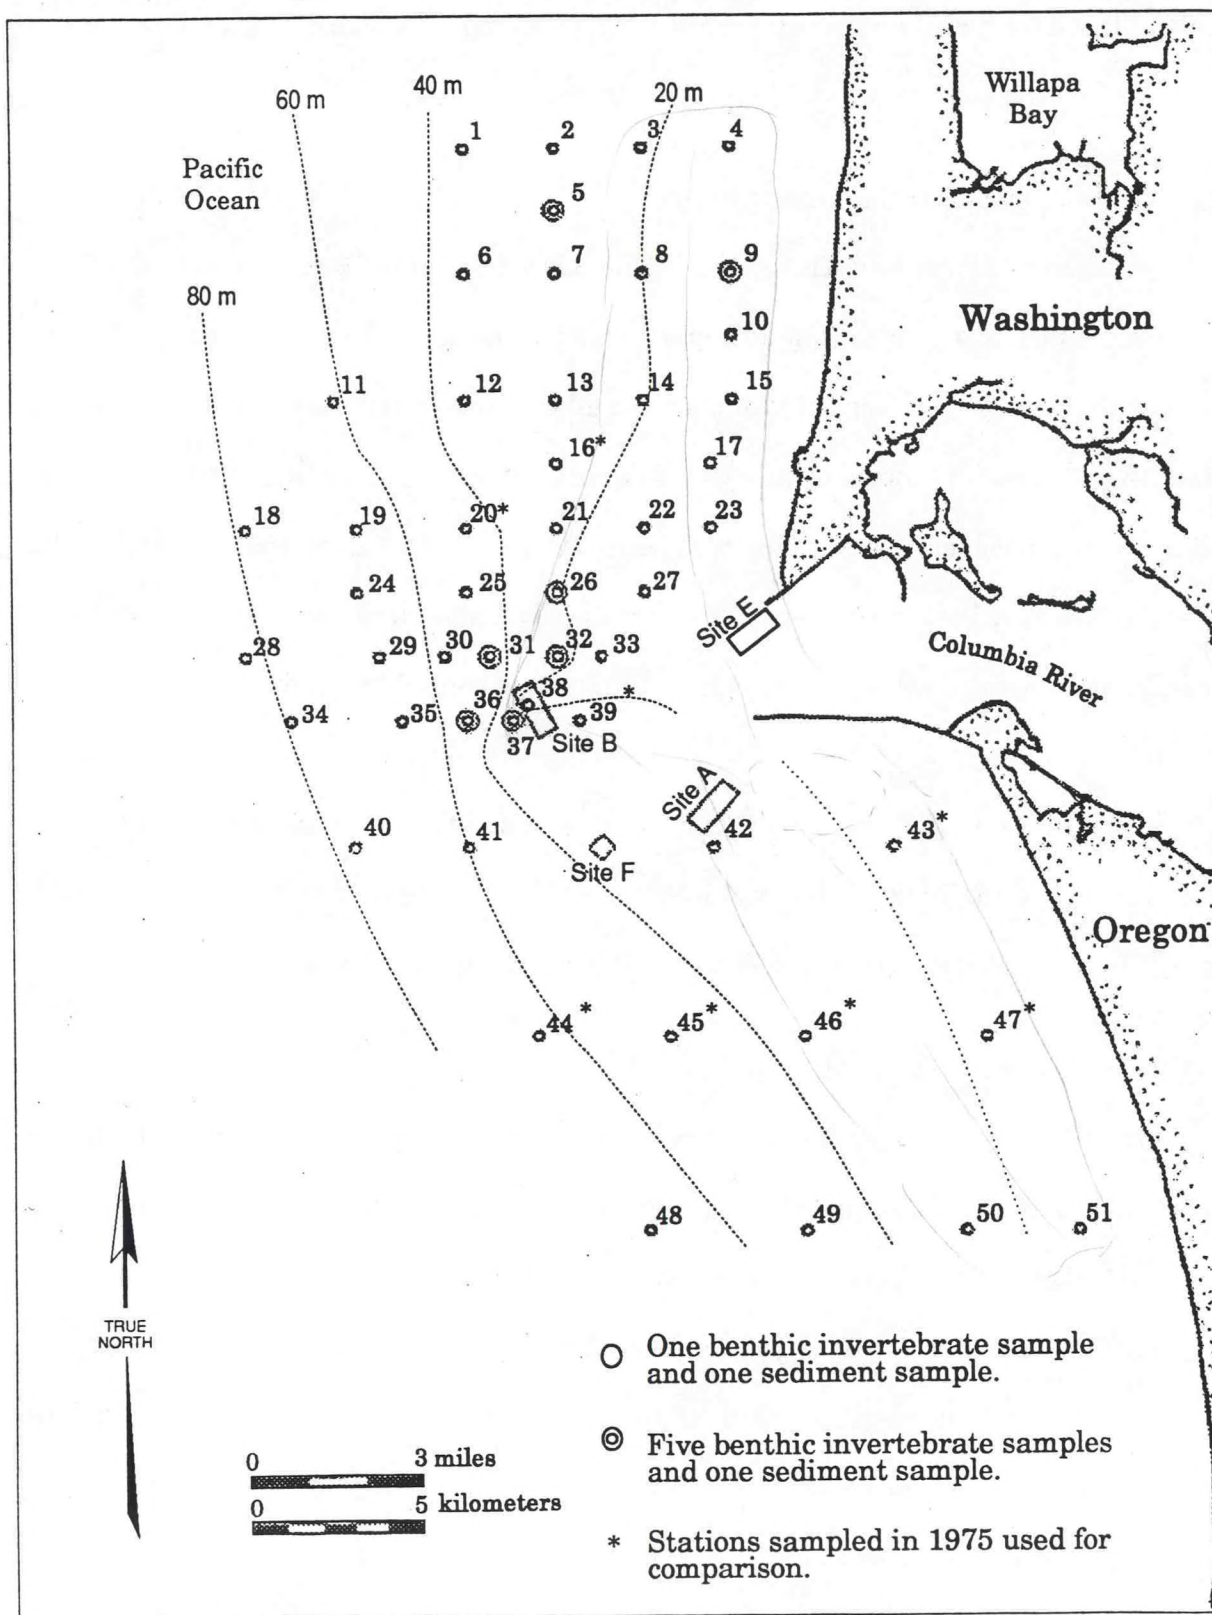 60 m
40 m
20 m
Willapa
Bay
Pacific
Ocean
1
2
3
4
5
6
7
8
9
80 m
10
Washington
11
12
13
14
15
16*
17
18
19
20*
21
22
23
24
25
26
27
Site E
Columbia River
28
29
30
31
32
33
34
35
36
37
38
*
39
Site B
Site A
40
41
Site F
42
43*
Oregon
44*
45*
46*
47*
48
49
50
51
TRUE
NORTH
One benthic invertebrate sample
and one sediment sample.
Five benthic invertebrate samples
and one sediment sample.
* Stations sampled in 1975 used for
comparison.
0 3 miles
0 5 kilometers